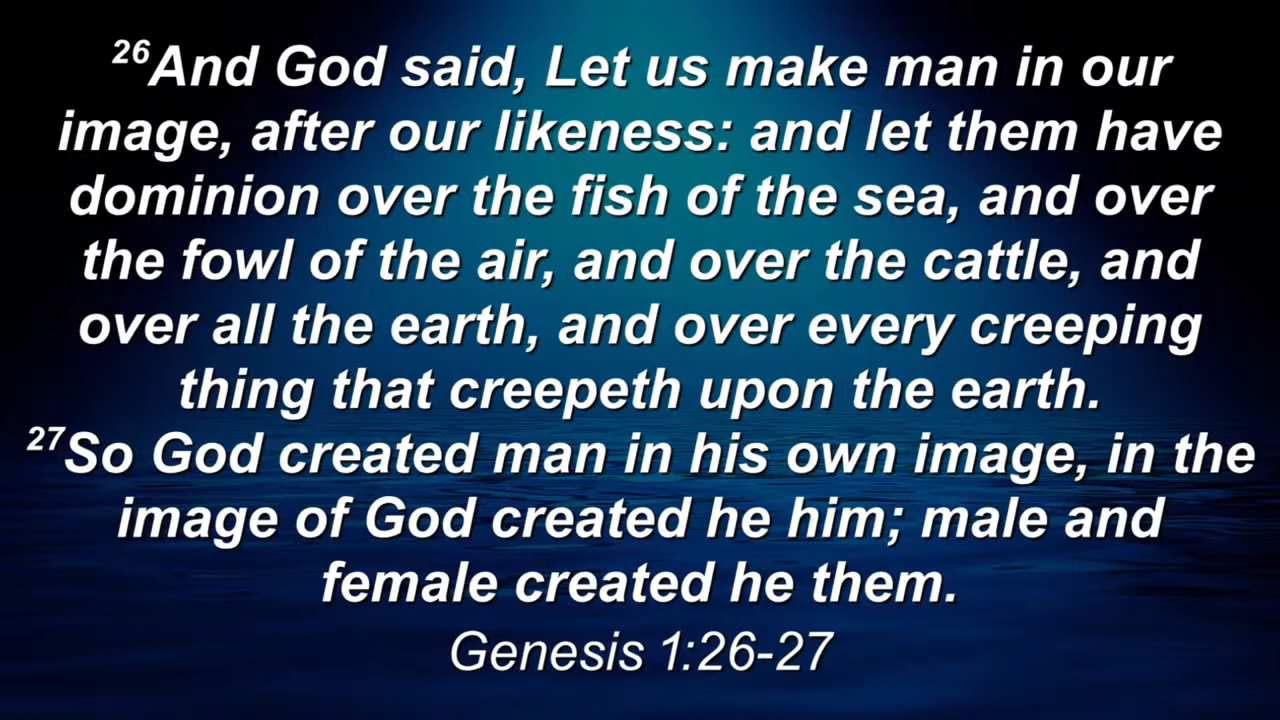 26And God said, Let us make man in our
image, after our likeness: and let them have
dominion over the fish of the sea, and over
the fowl of the air, and over the cattle, and
over all the earth, and over every creeping
thing that creepeth upon the earth.
27So God created man in his own image, in the
image of God created he him; male and
female created he them.
Genesis 1:26-27